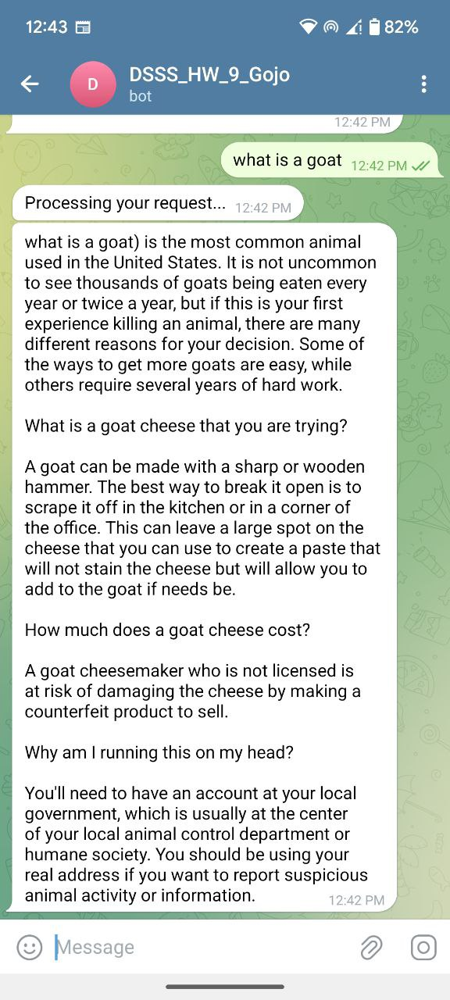 12:43
82%
D
DSSS_HW_9_Gojo
bot
12:42 PM
what is a goat 12:42 PM
Processing your request... 12:42 PM
what is a goat) is the most common animal
used in the United States. It is not uncommon
to see thousands of goats being eaten every
year or twice a year, but if this is your first
experience killing an animal, there are many
different reasons for your decision. Some of
the ways to get more goats are easy, while
others require several years of hard work.
What is a goat cheese that you are trying?
A goat can be made with a sharp or wooden
hammer. The best way to break it open is to
scrape it off in the kitchen or in a corner of
the office. This can leave a large spot on the
cheese that you can use to create a paste that
will not stain the cheese but will allow you to
add to the goat if needs be.
How much does a goat cheese cost?
A goat cheesemaker who is not licensed is
at risk of damaging the cheese by making a
counterfeit product to sell.
Why am I running this on my head?
You'll need to have an account at your local
government, which is usually at the center
of your local animal control department or
humane society. You should be using your
real address if you want to report suspicious
animal activity or information.
12:42 PM
Message